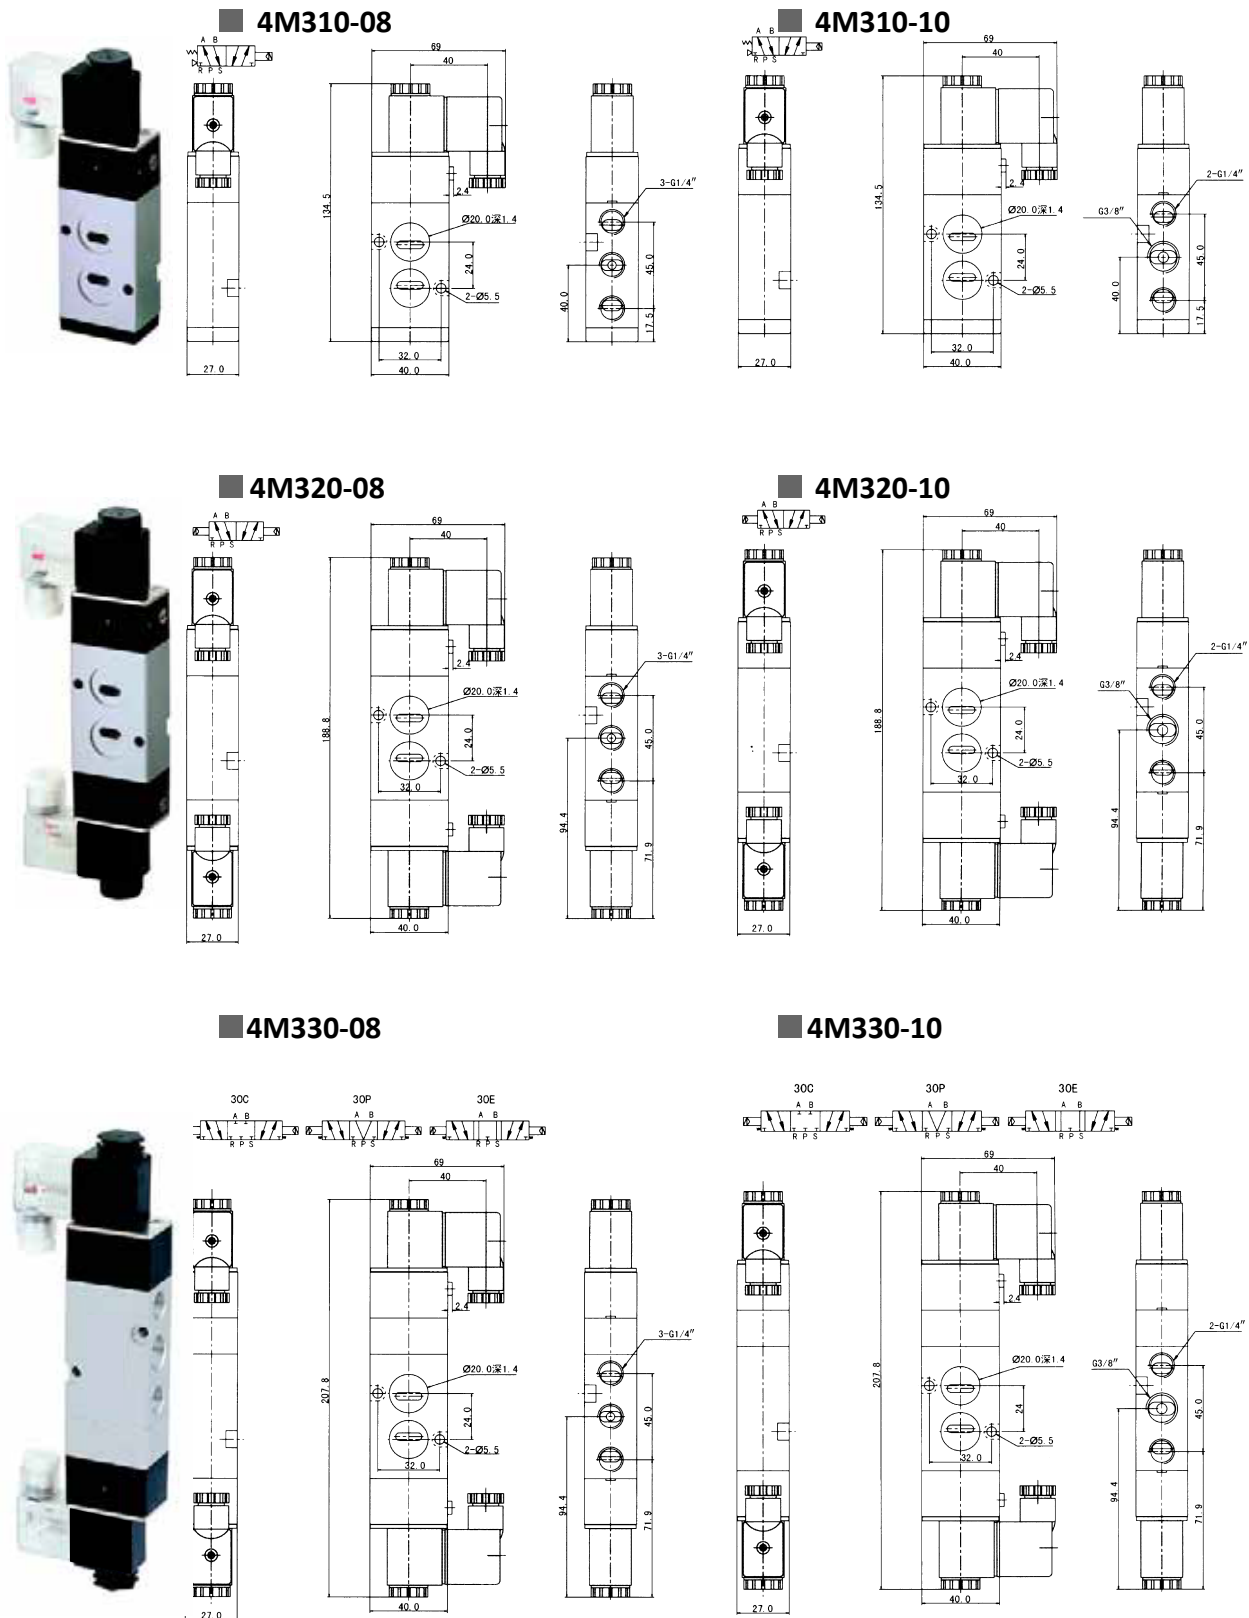 4M310-08
A B
R P S
69
40
134.5
2.4
Ø20.0深1.4
24.0
2-Ø5.5
32.0
40.0
27.0
3-G1/4"
45.0
40.0
17.5
4M310-10
A B
R P S
69
40
134.5
2.4
Ø20.0深1.4
24.0
2-Ø5.5
32.0
40.0
27.0
2-G1/4"
G3/8"
45.0
40.0
17.5
4M320-08
A B
R P S
69
40
188.8
2.4
Ø20.0深1.4
24.0
2-Ø5.5
32.0
40.0
27.0
3-G1/4"
45.0
94.4
71.9
4M320-10
A B
R P S
69
40
188.8
2.4
Ø20.0深1.4
24.0
2-Ø5.5
32.0
40.0
27.0
2-G1/4"
G3/8"
45.0
94.4
71.9
4M330-08
30C 30P 30E
A B A B A B
R P S R P S R P S
69
40
207.8
2.4
Ø20.0深1.4
24.0
2-Ø5.5
32.0
40.0
27.0
3-G1/4"
45.0
94.4
71.9
4M330-10
30C 30P 30E
A B A B A B
R P S R P S R P S
69
40
207.8
2.4
Ø20.0深1.4
24
2-Ø5.5
32.0
40.0
27.0
2-G1/4"
G3/8"
45.0
94.4
71.9